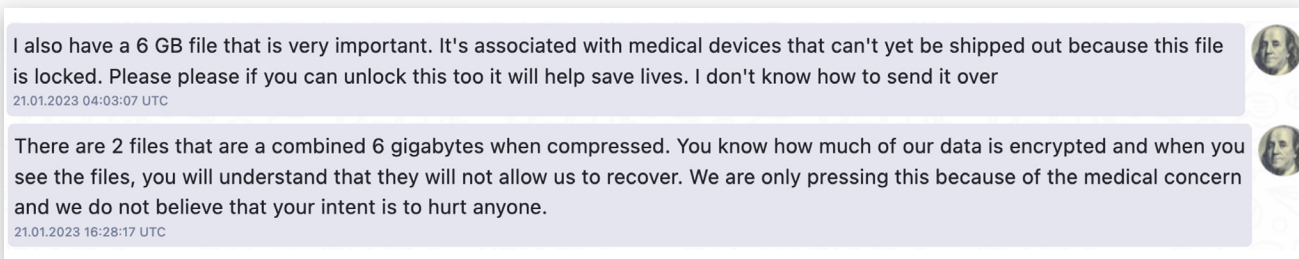 I also have a 6 GB file that is very important. It's associated with medical devices that can't yet be shipped out because this file
is locked. Please please if you can unlock this too it will help save lives. I don't know how to send it over
21.01.2023 04:03:07 UTC
There are 2 files that are a combined 6 gigabytes when compressed. You know how much of our data is encrypted and when you
see the files, you will understand that they will not allow us to recover. We are only pressing this because of the medical concern
and we do not believe that your intent is to hurt anyone.
21.01.2023 16:28:17 UTC